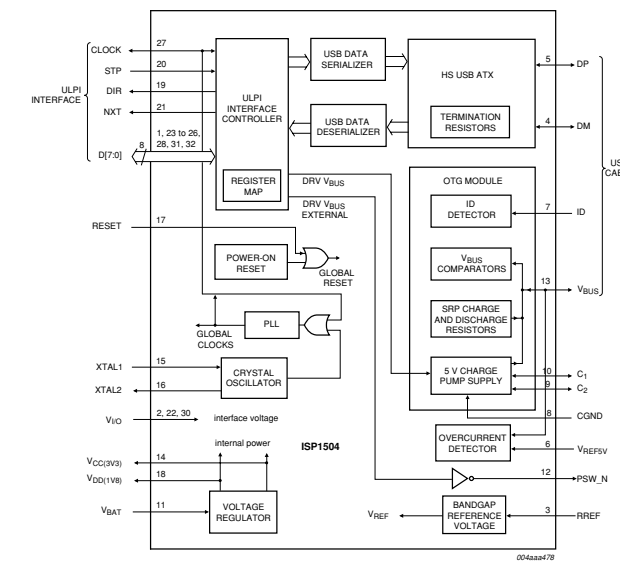 CLOCK
27
STP
20
DIR
19
NXT
21
ULPI
INTERFACE
1, 23 to 26,
28, 31, 32
D[7:0]
8
ULPI
INTERFACE
CONTROLLER
REGISTER
MAP
USB DATA
SERIALIZER
USB DATA
DESERIALIZER
HS USB ATX
TERMINATION
RESISTORS
5
DP
4
DM
DRV VBUS
DRV VBUS
EXTERNAL
OTG MODULE
ID
DETECTOR
7
ID
VBUS
COMPARATORS
13
VBUS
SRP CHARGE
AND DISCHARGE
RESISTORS
5 V CHARGE
PUMP SUPPLY
10
C1
9
C2
8
CGND
RESET
17
POWER-ON
RESET
GLOBAL
RESET
PLL
GLOBAL
CLOCKS
XTAL1
15
XTAL2
16
CRYSTAL
OSCILLATOR
VI/O
2, 22, 30
interface voltage
internal power
ISP1504
VCC(3V3)
14
VDD(1V8)
18
VBAT
11
VOLTAGE
REGULATOR
OVERCURRENT
DETECTOR
6
VREF5V
12
PSW_N
VREF
BANDGAP
REFERENCE
VOLTAGE
3
RREF
004aaa478